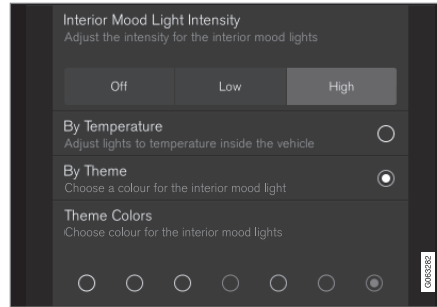 Interior Mood Light Intensity
Adjust the intensity for the interior mood lights
Off Low High
By Temperature
Adjust lights to temperature inside the vehicle
By Theme
Choose a colour for the interior mood light
Theme Colors
Choose colour for the interior mood lights
G063282